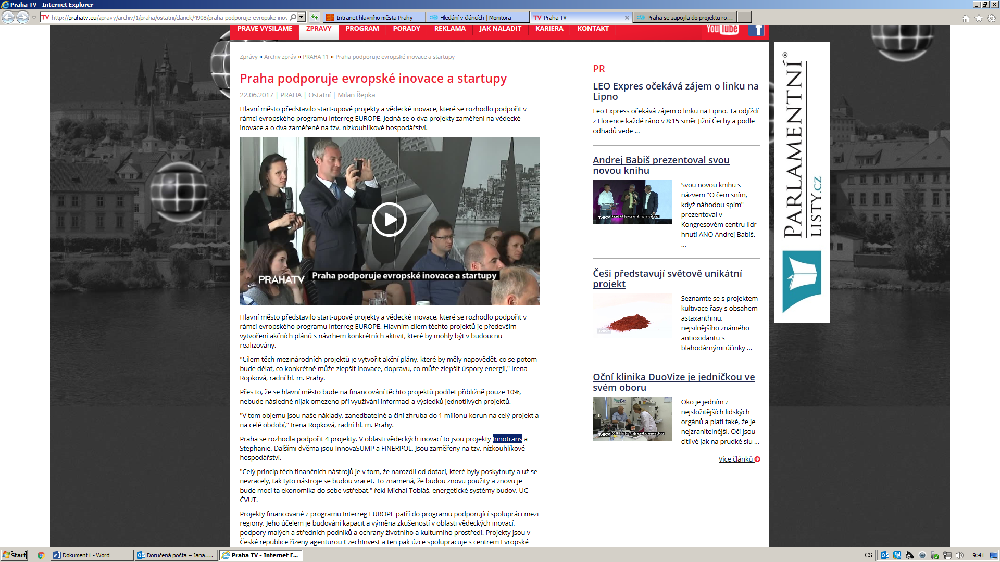 Praha TV - Internet Explorer
http://prahatv.eu/zpravy/archiv/1/praha/ostatni/clanek/4908/praha-podporuje-evropske-inov
Intranet hlavního města Prahy
Hledání v článcích | Monitora
Praha TV
Praha se zapojila do projektu ro...
PRÁVĚ VYSÍLÁME
ZPRÁVY
PROGRAM
POŘADY
REKLAMA
JAK NALADIT
KARIÉRA
KONTAKT
YouTube
Zprávy » Archiv zpráv » PRAHA 11 » Praha podporuje evropské inovace a startupy
Praha podporuje evropské inovace a startupy
22.06.2017 | PRAHA | Ostatní | Milan Řepka
Hlavní město představilo start-upové projekty a vědecké inovace, které se rozhodlo podpořit v
rámci evropského programu Interreg EUROPE. Jedná se o dva projekty zaměření na vědecké
inovace a o dva zaměřené na tzv. nízkouhlíkové hospodářství.
PRAHATV
Praha podporuje evropské inovace a startupy
Hlavní město představilo start-upové projekty a vědecké inovace, které se rozhodlo podpořit v
rámci evropského programu Interreg EUROPE. Hlavním cílem těchto projektů je především
vytvoření akčních plánů s návrhem konkrétních aktivit, které by mohly být v budoucnu
realizovány.
"Cílem těch mezinárodních projektů je vytvořit akční plány, které by měly napovědět, co se potom
bude dělat, co konkrétně může zlepšit inovace, dopravu, co může zlepšit úspory energií," Irena
Ropková, radní hl. m. Prahy.
Přes to, že se hlavní město bude na financování těchto projektů podílet přibližně pouze 10%,
nebude následně nijak omezeno při využívání informací a výsledků jednotlivých projektů.
"V tom objemu jsou naše náklady, zanedbatelné a činí zhruba do 1 milionu korun na celý projekt a
na celé období," Irena Ropková, radní hl. m. Prahy.
Praha se rozhodla podpořit 4 projekty. V oblasti vědeckých inovací to jsou projekty Innotrans a
Stephanie. Dalšími dvěma jsou InnovaSUMP a FINERPOL. Jsou zaměřeny na tzv. nízkouhlíkové
hospodářství.
"Celý princip těch finančních nástrojů je v tom, že narozdíl od dotací, které byly poskytnuty a už se
nevracely, tak tyto nástroje se budou vracet. To znamená, že budou znovu použity a znovu je
bude moci ta ekonomika do sebe vstřebat," řekl Michal Tobiáš, energetické systémy budov, UC
ČVUT.
Projekty financované z programu Interreg EUROPE patří do programu podporující spolupráci mezi
regiony. Jeho účelem je budování kapacit a výměna zkušeností v oblasti vědeckých inovací,
podpory malých a středních podniků a ochrany životního a kulturního prostředí. Projekty jsou v
České republice řízeny agenturou CzechInvest a ten pak úzce spolupracuje s centrem Evropské
PR
LEO Expres očekává zájem o linku na
Lipno
Leo Express očekává zájem o linku na Lipno. Ta odjíždí
z Florence každé ráno v 8:15 směr Jižní Čechy a podle
odhadů vede ...
Andrej Babiš prezentoval svou
novou knihu
PRAHATV
Andrej Babiš prezentoval svou novou knihu
Svou novou knihu s
názvem "O čem sním,
když náhodou spím"
prezentoval v
Kongresovém centru lídr
hnutí ANO Andrej Babiš.
...
Češi představují světově unikátní
projekt
PRAHATV
Seznamte se s projektem
kultivace řasy s obsahem
astaxanthinu,
nejsilnějšího známého
antioxidantu s
blahodárnými účinky ...
Oční klinika DuoVize je jedničkou ve
svém oboru
DuoVize
PRAHATV
Oční klinika DuoVize je jedničkou ve svém oboru
Oko je jedním z
nejsložitějších lidských
orgánů a platí také, že je
nejzranitelnější. Oči jsou
citlivé jak na prudké slu ...
Více článků
PARLAMENTNÍ®
LISTY.CZ
Start
Dokument1 - Word
Doručená pošta – Jana....
Praha TV - Internet E...
CS
9:41